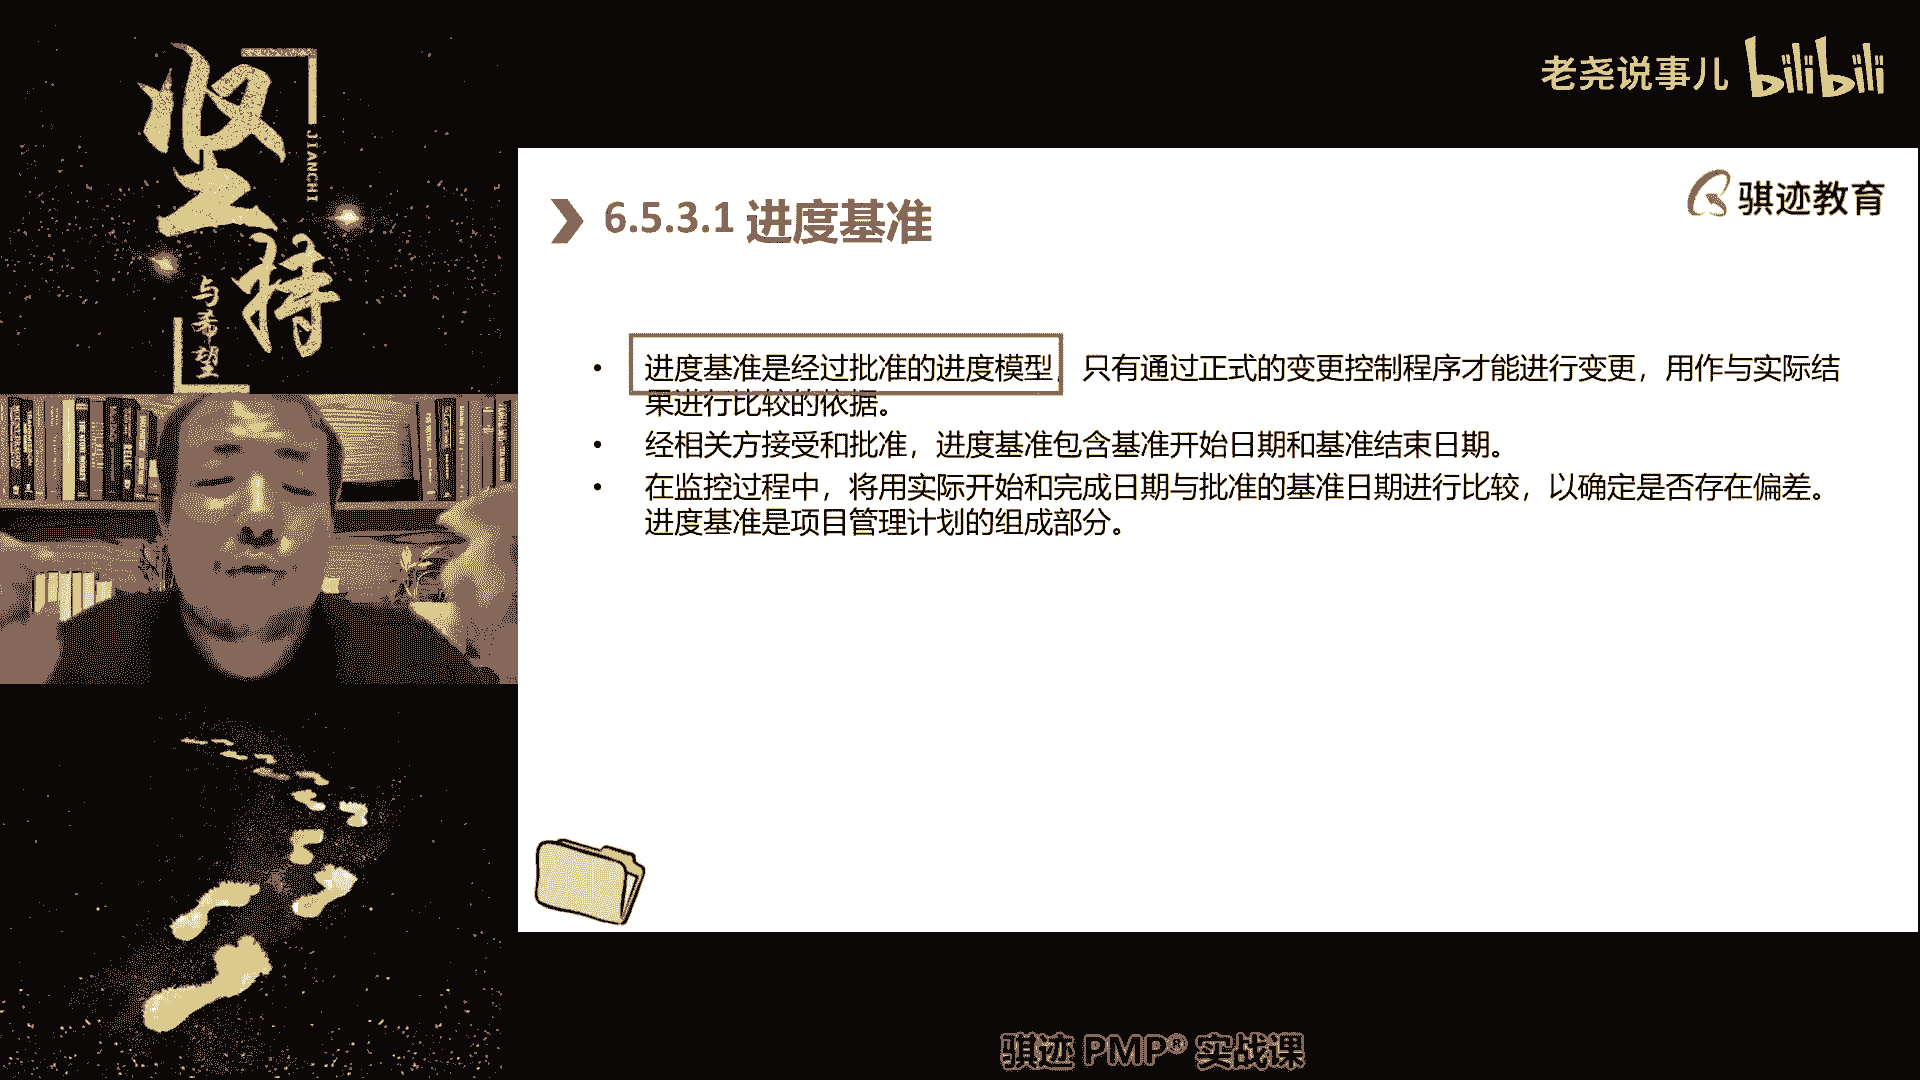 坚持
JIANCHI
与希望
老尧说事儿 bilibili
骐迹教育
6.5.3.1 进度基准
• 进度基准是经过批准的进度模型，只有通过正式的变更控制程序才能进行变更，用作与实际结
果进行比较的依据。
• 经相关方接受和批准，进度基准包含基准开始日期和基准结束日期。
• 在监控过程中，将用实际开始和完成日期与批准的基准日期进行比较，以确定是否存在偏差。
进度基准是项目管理计划的组成部分。
骐迹 PMP® 实战课